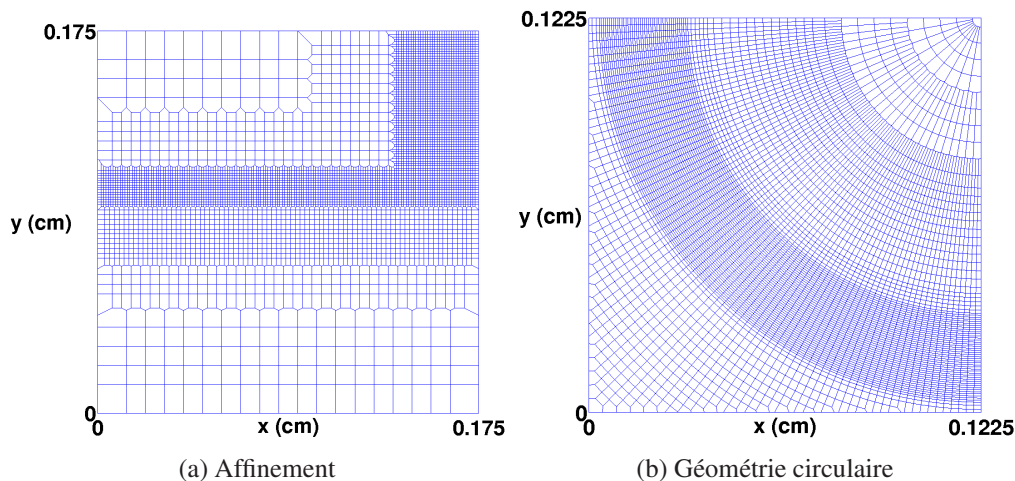 0.175
y (cm)
0
0
x (cm)
0.175
(a) Affinement
0.1225
y (cm)
0
0
x (cm)
0.1225
(b) Géométrie circulaire